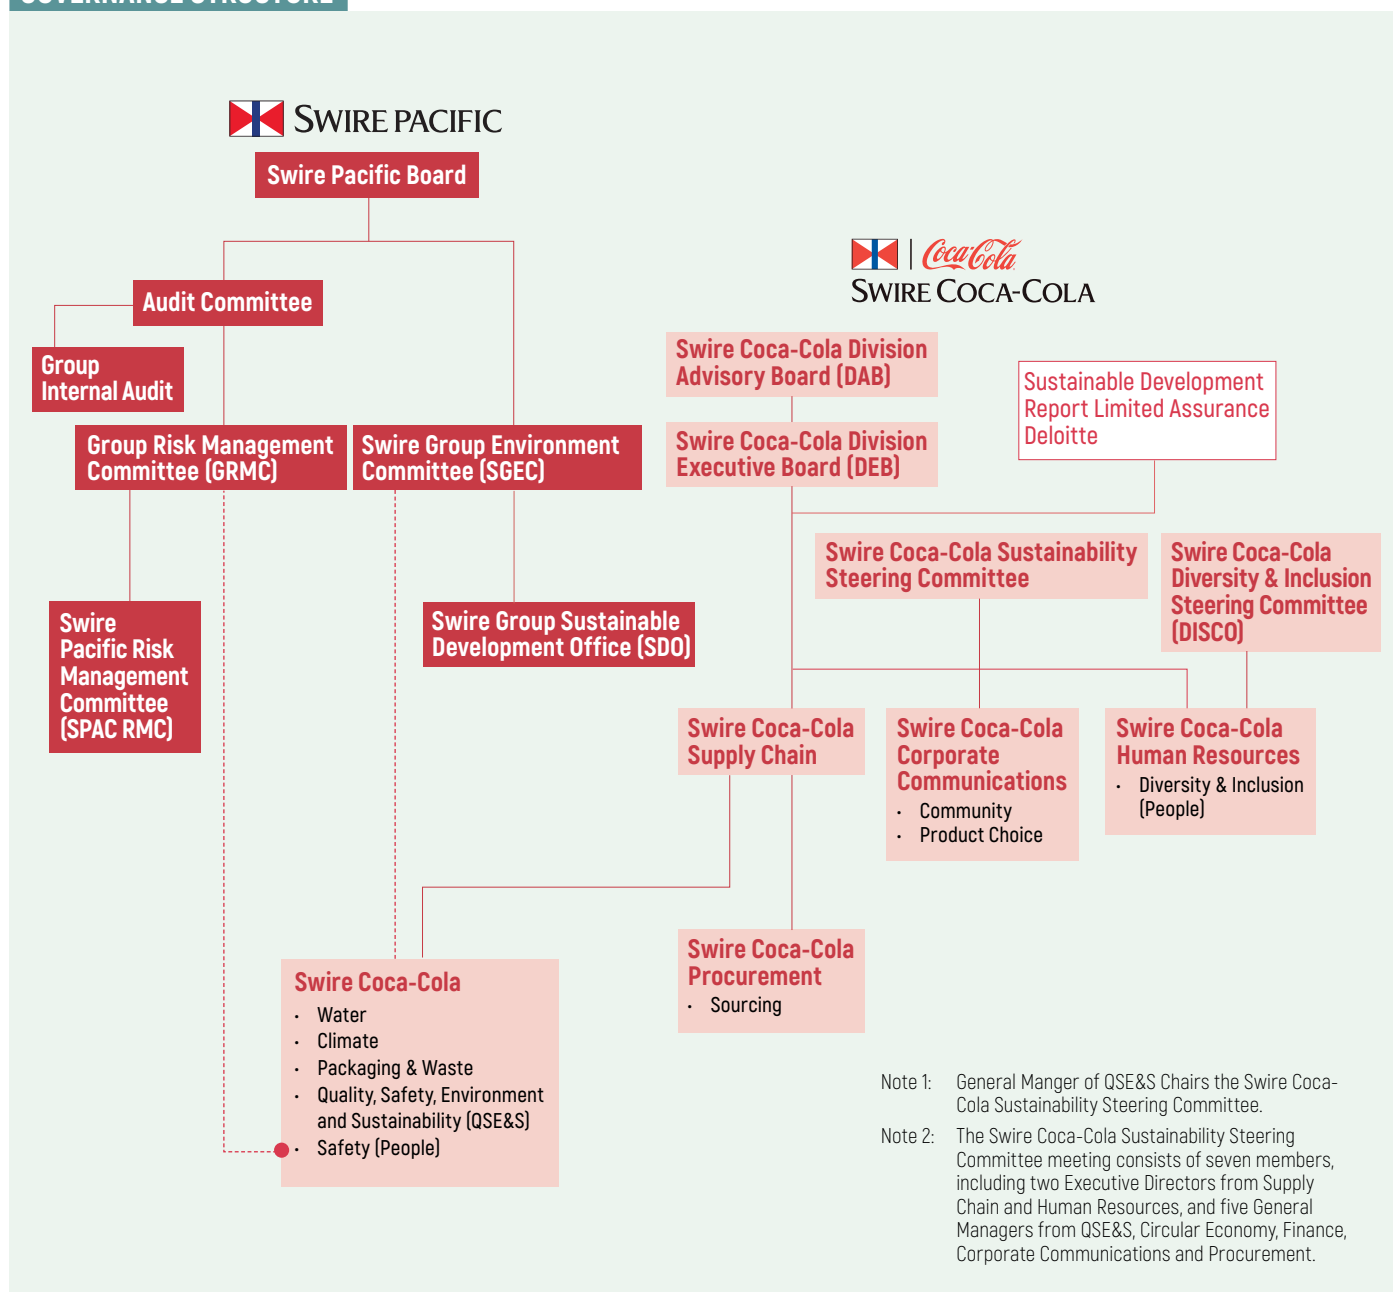 GOVERNANCE STRUCTURE
SWIRE PACIFIC
Swire Pacific Board
Audit Committee
Group
Internal Audit
Group Risk Management
Committee (GRMC)
Swire Group Environment
Committee (SGEC)
Swire
Pacific Risk
Management
Committee
(SPAC RMC)
Swire Group Sustainable
Development Office (SDO)
Coca-Cola
SWIRE COCA-COLA
Swire Coca-Cola Division
Advisory Board (DAB)
Swire Coca-Cola Division
Executive Board (DEB)
Sustainable Development
Report Limited Assurance
Deloitte
Swire Coca-Cola Sustainability
Steering Committee
Swire Coca-Cola
Diversity & Inclusion
Steering Committee
(DISCO)
Swire Coca-Cola
Supply Chain
Swire Coca-Cola
Corporate
Communications
• Community
• Product Choice
Swire Coca-Cola
Human Resources
• Diversity & Inclusion
(People)
Swire Coca-Cola
Procurement
• Sourcing
Swire Coca-Cola
• Water
• Climate
• Packaging & Waste
• Quality, Safety, Environment
and Sustainability (QSE&S)
• Safety (People)
Note 1: General Manger of QSE&S Chairs the Swire Coca-
Cola Sustainability Steering Committee.
Note 2: The Swire Coca-Cola Sustainability Steering
Committee meeting consists of seven members,
including two Executive Directors from Supply
Chain and Human Resources, and five General
Managers from QSE&S, Circular Economy, Finance,
Corporate Communications and Procurement.